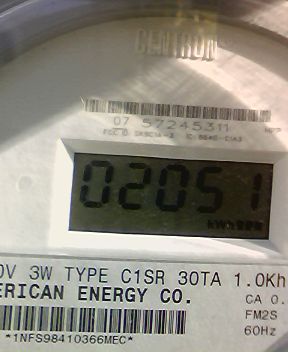 CENTRON
07 57245311
02051
0V 3W TYPE C1SR 30TA 1.0Kh
ERICAN ENERGY CO.
CA 0.
FM2S
60Hz
*1NFS98410366MEC*